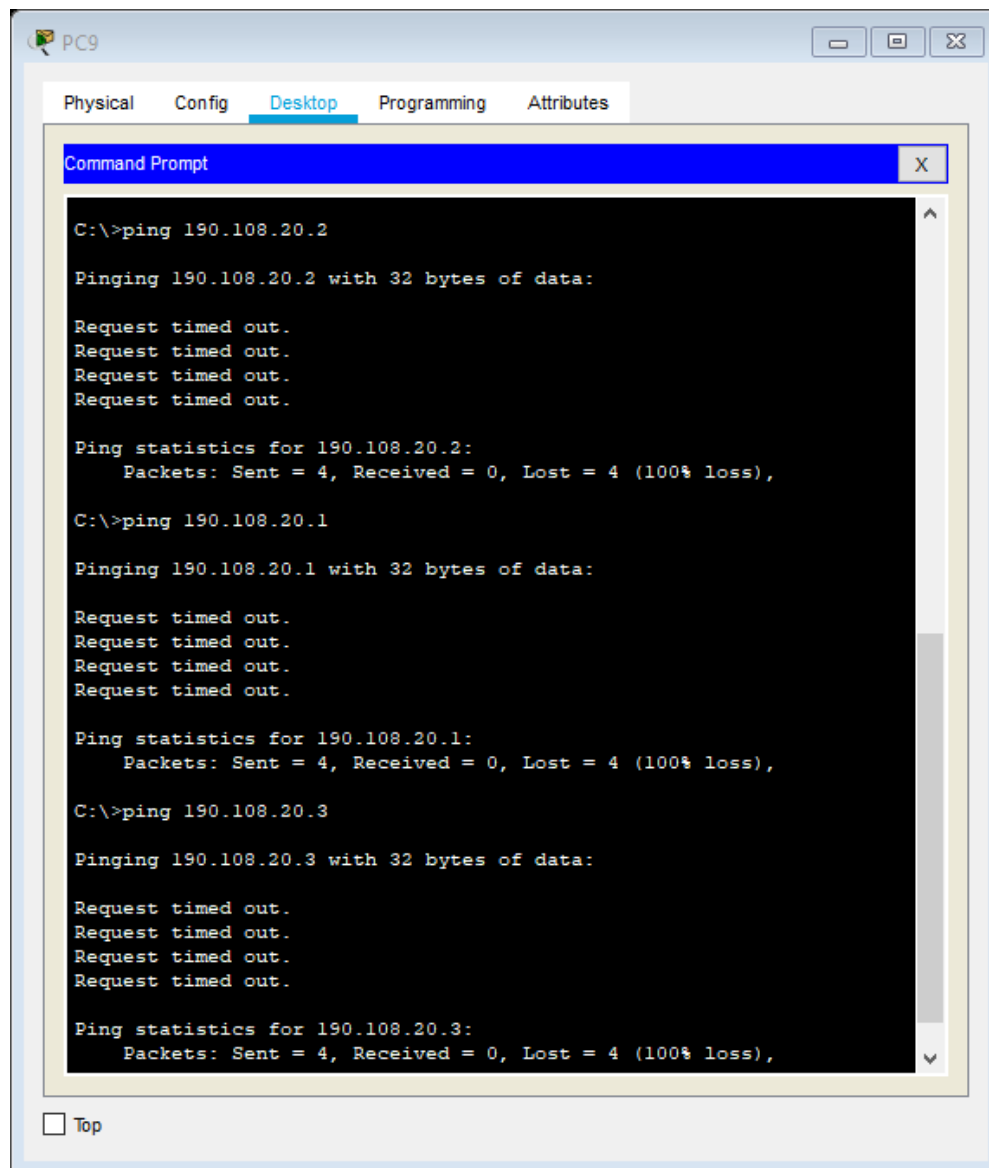 PC9
Physical Config Desktop Programming Attributes
Command Prompt
X
C:\>ping 190.108.20.2
Pinging 190.108.20.2 with 32 bytes of data:
Request timed out.
Request timed out.
Request timed out.
Request timed out.
Ping statistics for 190.108.20.2:
Packets: Sent = 4, Received = 0, Lost = 4 (100% loss),
C:\>ping 190.108.20.1
Pinging 190.108.20.1 with 32 bytes of data:
Request timed out.
Request timed out.
Request timed out.
Request timed out.
Ping statistics for 190.108.20.1:
Packets: Sent = 4, Received = 0, Lost = 4 (100% loss),
C:\>ping 190.108.20.3
Pinging 190.108.20.3 with 32 bytes of data:
Request timed out.
Request timed out.
Request timed out.
Request timed out.
Ping statistics for 190.108.20.3:
Packets: Sent = 4, Received = 0, Lost = 4 (100% loss),
Top